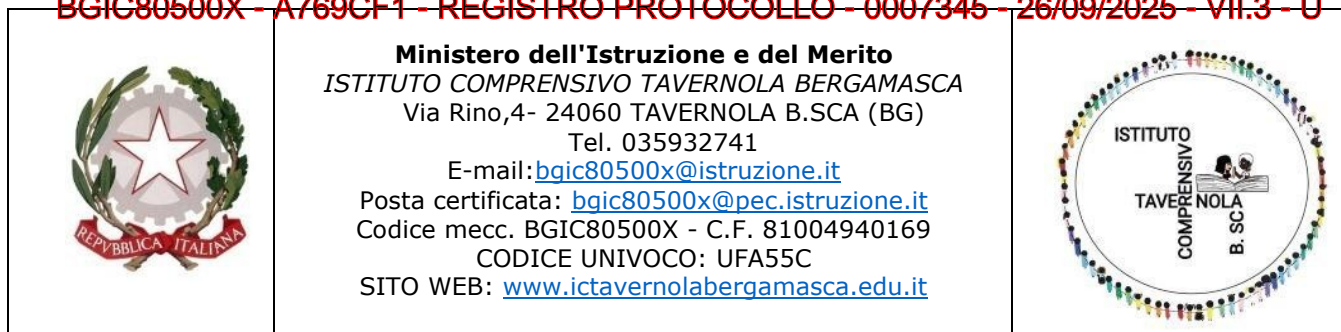 BGIC80500X - A769CF1 - REGISTRO PROTOCOLLO - 0007345 - 26/09/2025 - VII.3 - U
Ministero dell'Istruzione e del Merito
ISTITUTO COMPRENSIVO TAVERNOLA BERGAMASCA
Via Rino,4- 24060 TAVERNOLA B.SCA (BG)
Tel. 035932741
E-mail:bgic80500x@istruzione.it
Posta certificata: bgic80500x@pec.istruzione.it
Codice mecc. BGIC80500X - C.F. 81004940169
CODICE UNIVOCO: UFA55C
SITO WEB: www.ictavernolabergamasca.edu.it
REPVBBLICA ITALIANA
ISTITUTO
COMPRENSIVO
TAVERNOLA
B. SCA